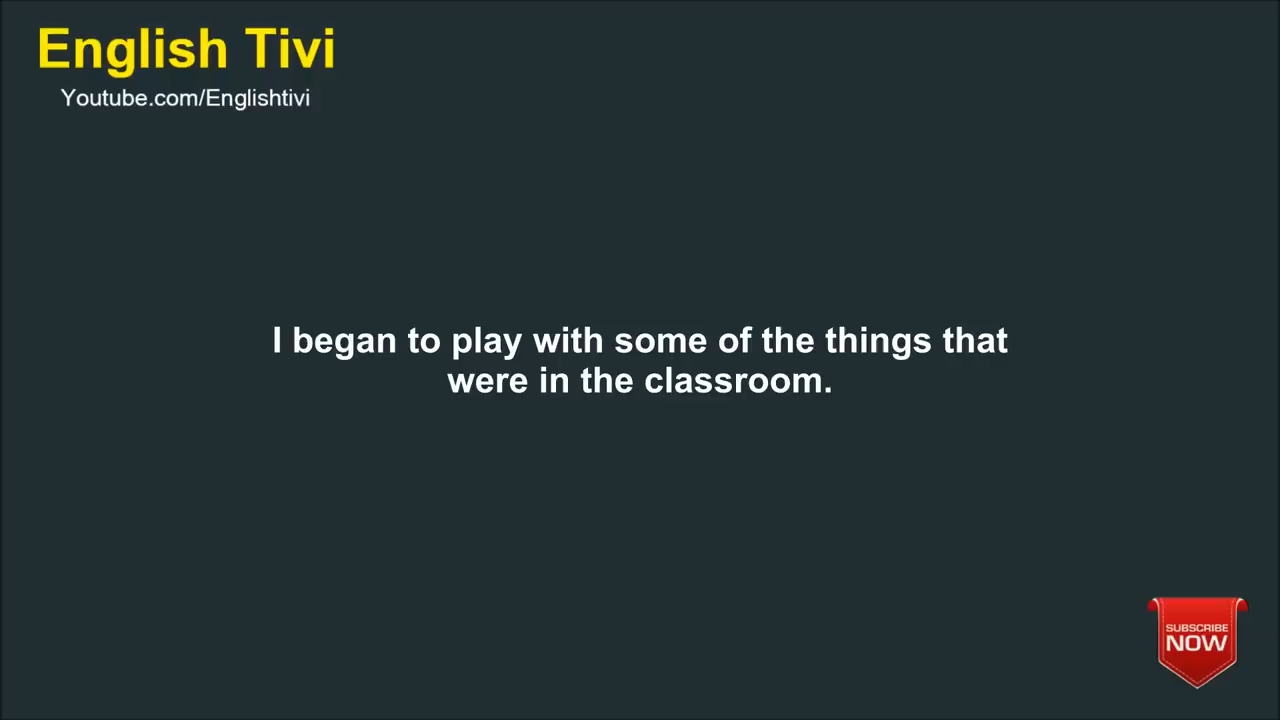 English Tivi
Youtube.com/Englishtivi
I began to play with some of the things that
were in the classroom.
SUBSCRIBE
NOW